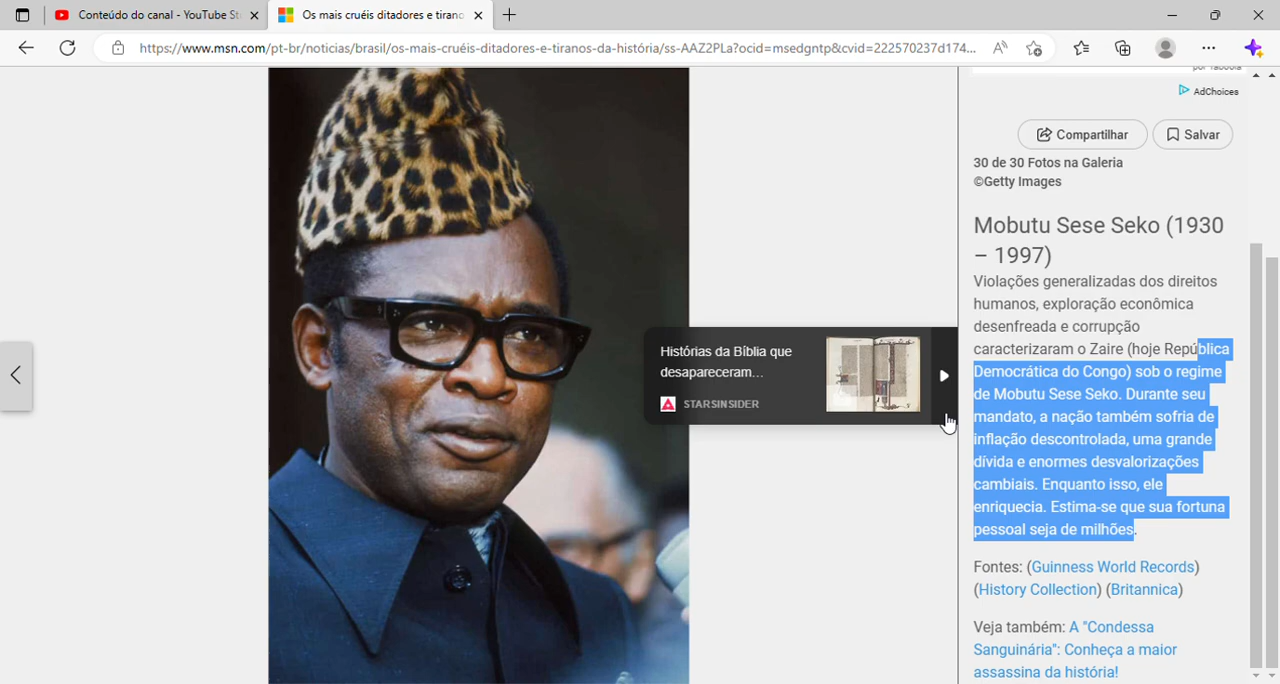 Conteúdo do canal - YouTube St
Os mais cruéis ditadores e tirano
https://www.msn.com/pt-br/noticias/brasil/os-mais-cruéis-ditadores-e-tiranos-da-história/ss-AAZ2PLa?ocid=msedgntp&cvid=222570237d174...
por Taboola
AdChoices
Compartilhar
Salvar
30 de 30 Fotos na Galeria
©Getty Images
Mobutu Sese Seko (1930
– 1997)
Violações generalizadas dos direitos
humanos, exploração econômica
desenfreada e corrupção
caracterizaram o Zaire (hoje República
Democrática do Congo) sob o regime
de Mobutu Sese Seko. Durante seu
mandato, a nação também sofria de
inflação descontrolada, uma grande
dívida e enormes desvalorizações
cambiais. Enquanto isso, ele
enriquecia. Estima-se que sua fortuna
pessoal seja de milhões.
Fontes: (Guinness World Records)
(History Collection) (Britannica)
Veja também: A "Condessa
Sanguinária": Conheça a maior
assassina da história!
Histórias da Bíblia que
desapareceram...
STARSINSIDER